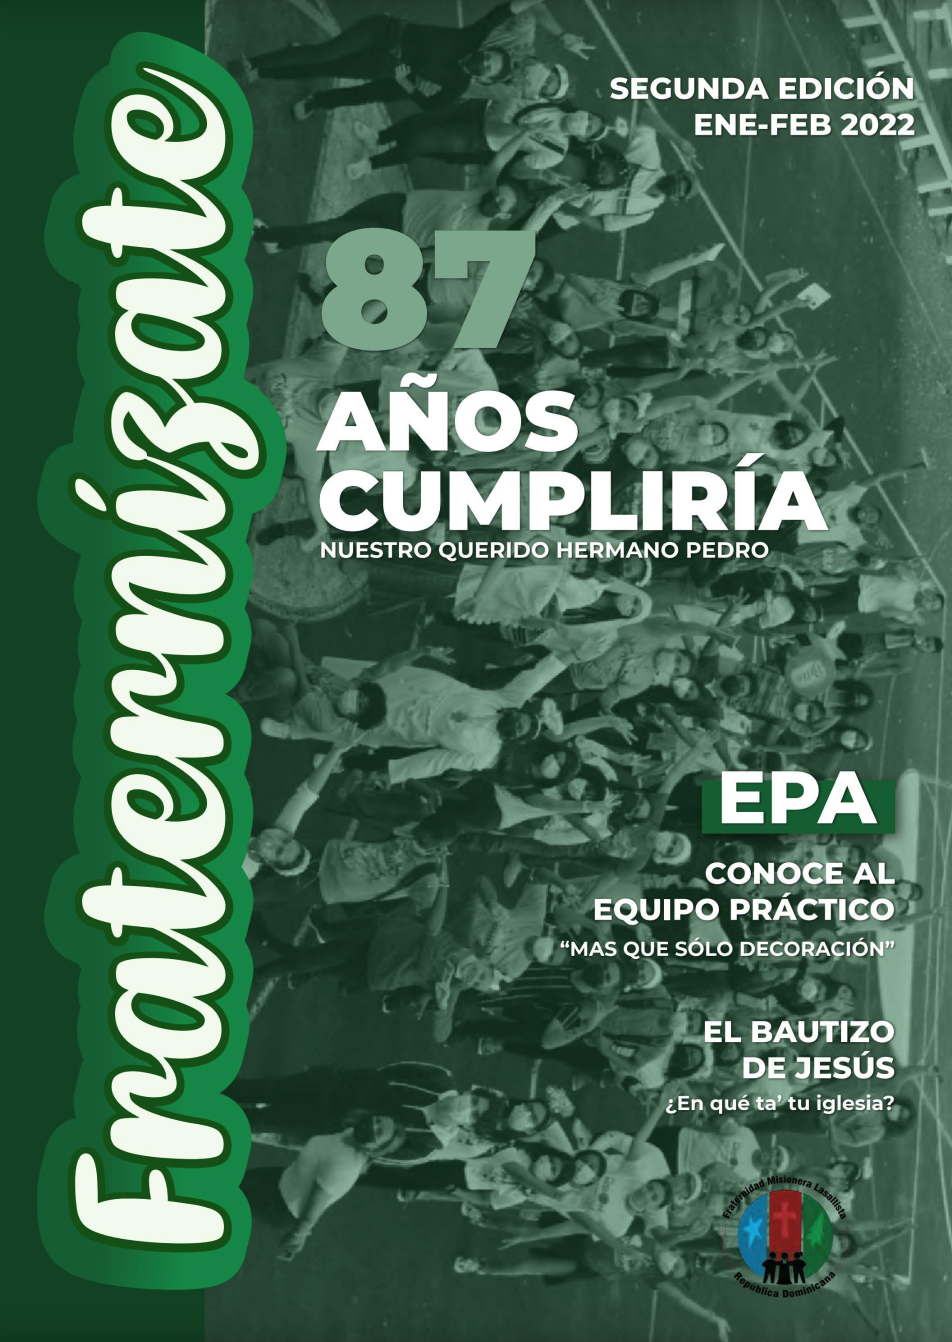 Fraternízate
SEGUNDA EDICIÓN
ENE-FEB 2022
87
AÑOS
CUMPLIRÍA
NUESTRO QUERIDO HERMANO PEDRO
EPA
CONOCE AL
EQUIPO PRÁCTICO
“MAS QUE SÓLO DECORACIÓN”
EL BAUTIZO
DE JESÚS
¿En qué ta’ tu iglesia?
Fraternidad Misionera Lasallista
República Dominicana